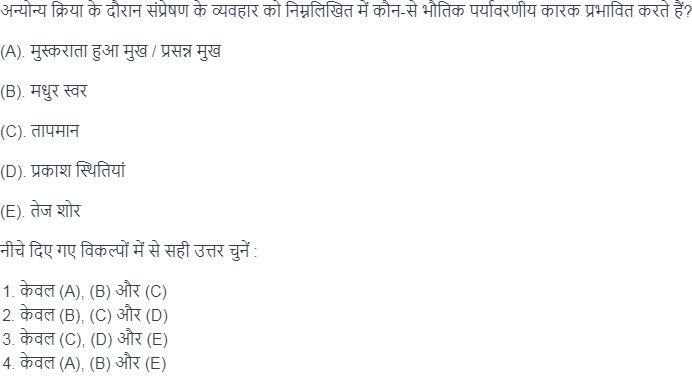 अन्योन्य क्रिया के दौरान संप्रेषण के व्यवहार को निम्नलिखित में कौन-से भौतिक पर्यावरणीय कारक प्रभावित करते हैं?
(A). मुस्कराता हुआ मुख / प्रसन्न मुख
(B). मधुर स्वर
(C). तापमान
(D). प्रकाश स्थितियां
(E). तेज शोर
नीचे दिए गए विकल्पों में से सही उत्तर चुनें :
1. केवल (A), (B) और (C)
2. केवल (B), (C) और (D)
3. केवल (C), (D) और (E)
4. केवल (A), (B) और (E)